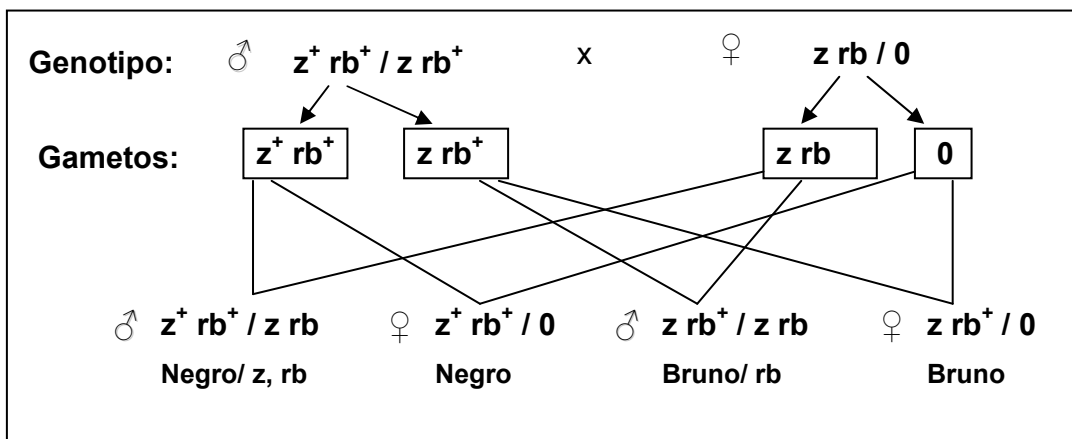 Genotipo: ♂ z⁺ rb⁺ / z rb⁺ x ♀ z rb / 0
Gametos: z⁺ rb⁺ z rb⁺ z rb 0
♂ z⁺ rb⁺ / z rb ♀ z⁺ rb⁺ / 0 ♂ z rb⁺ / z rb ♀ z rb⁺ / 0
Negro/ z, rb Negro Bruno/ rb Bruno